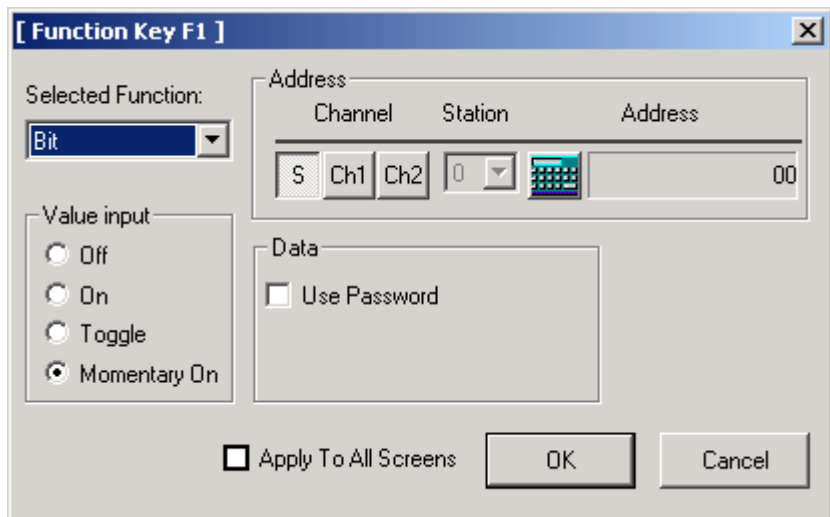 [ Function Key F1 ]
Selected Function:
Bit
Address
Channel Station Address
S Ch1 Ch2 0 00
Value input
Off
On
Toggle
Momentary On
Data
Use Password
Apply To All Screens OK Cancel